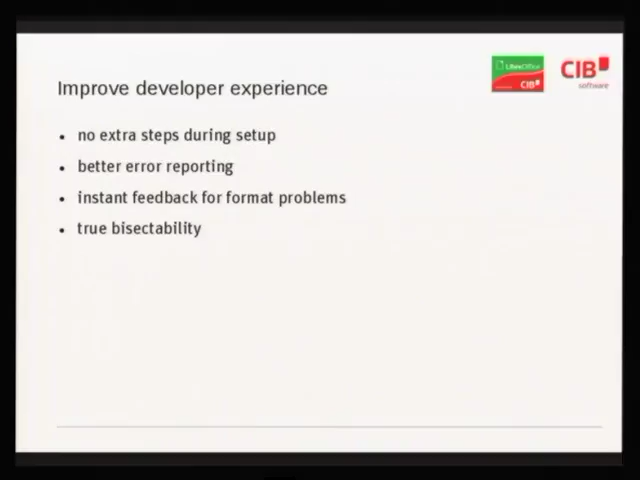 LibreOffice
CIB
CIB
software
Improve developer experience
• no extra steps during setup
• better error reporting
• instant feedback for format problems
• true bisectability